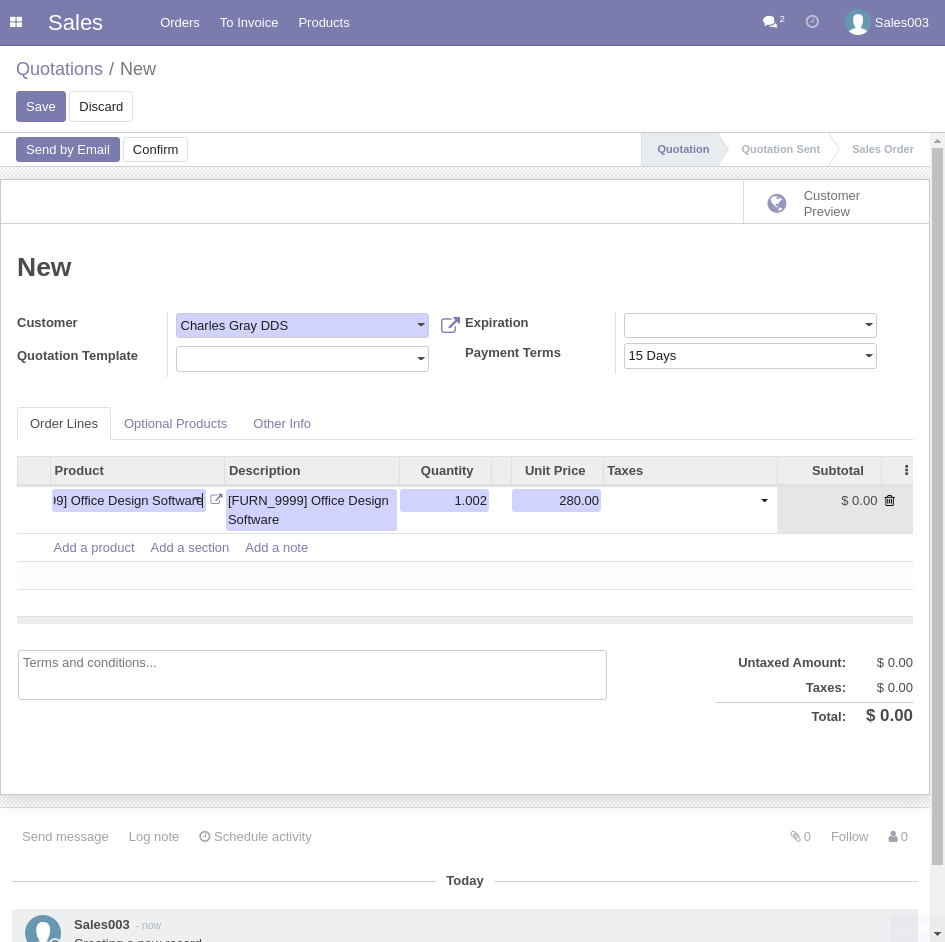 Sales
Orders
To Invoice
Products
2
Sales003
Quotations / New
Save
Discard
Send by Email
Confirm
Quotation
Quotation Sent
Sales Order
Customer
Preview
New
Customer
Charles Gray DDS
Expiration
Quotation Template
Payment Terms
15 Days
Order Lines
Optional Products
Other Info
Product
Description
Quantity
Unit Price
Taxes
Subtotal
99] Office Design Software
[FURN_9999] Office Design
Software
1.002
280.00
$ 0.00
Add a product
Add a section
Add a note
Terms and conditions...
Untaxed Amount:
$ 0.00
Taxes:
$ 0.00
Total:
$ 0.00
Send message
Log note
Schedule activity
0
Follow
0
Today
Sales003 - now
Creating a new record...